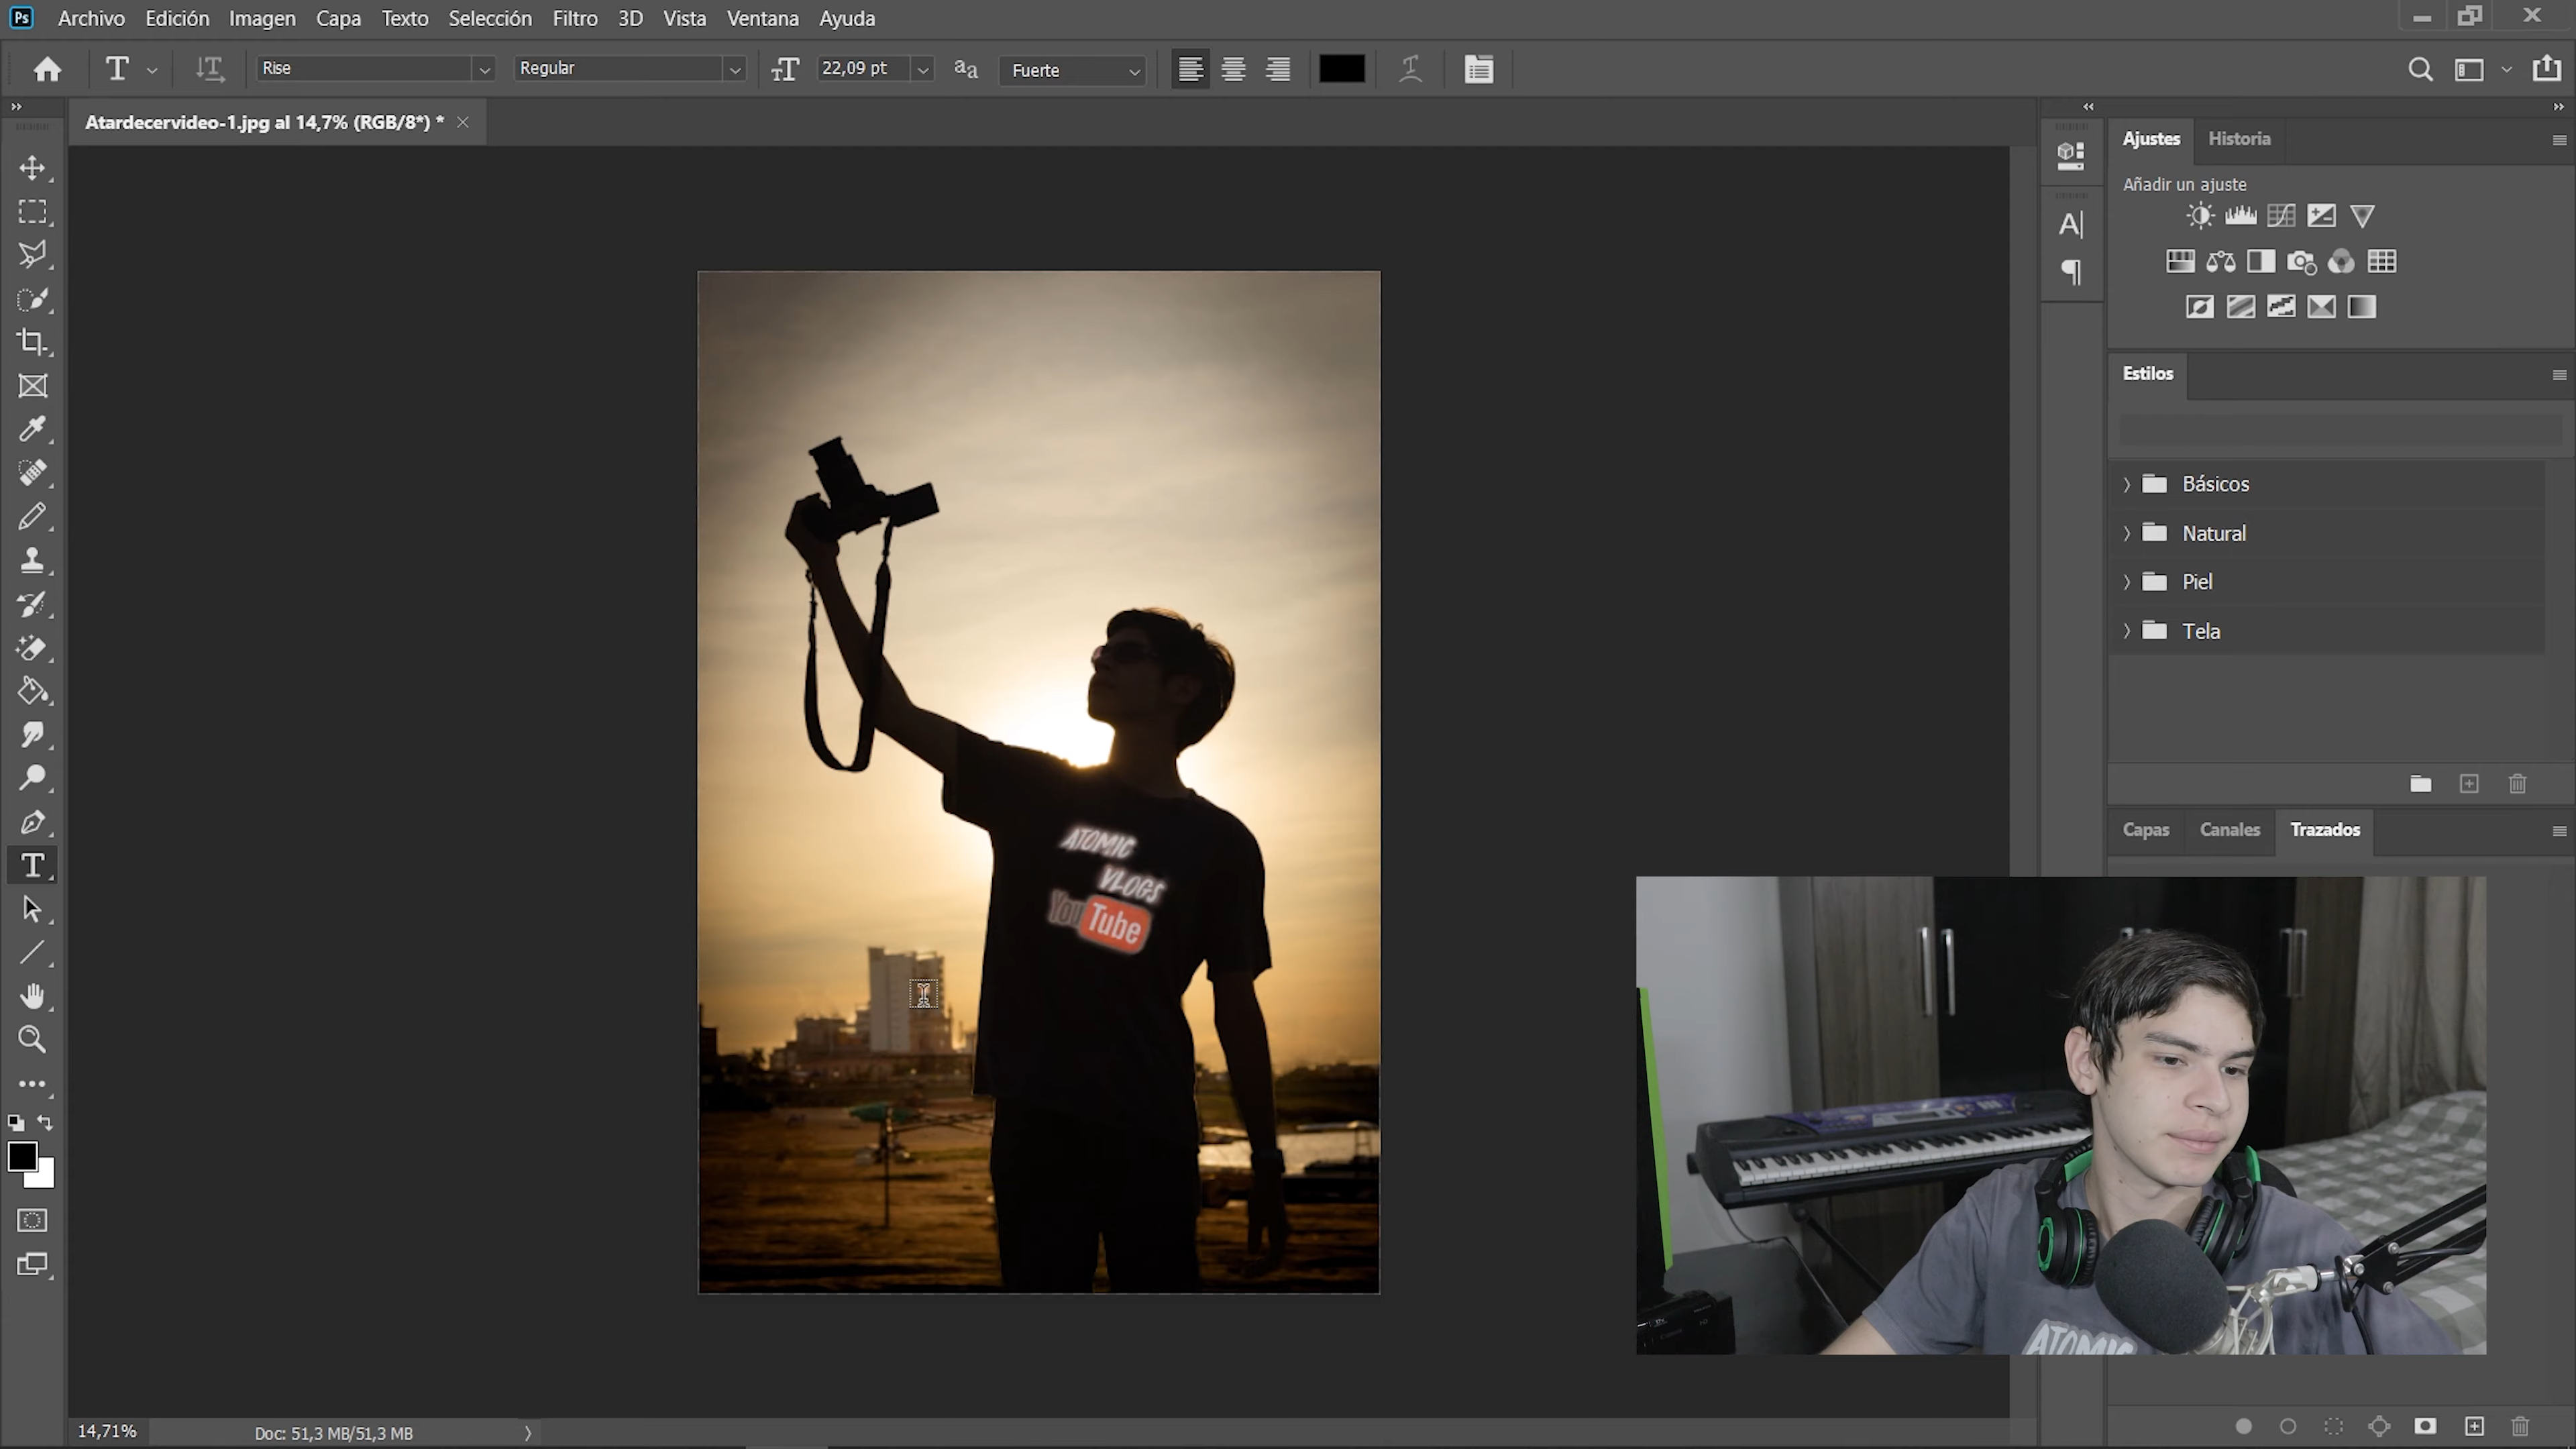 Ps Archivo Edición Imagen Capa Texto Selección Filtro 3D Vista Ventana Ayuda
T Rise Regular 22,09 pt Fuerte
Atardecervideo-1.jpg al 14,7% (RGB/8*) *
Ajustes Historia
Añadir un ajuste
Estilos
Básicos
Natural
Piel
Tela
Capas Canales Trazados
ATOMIC
VLOGS
YouTube
ATOMIC
14,71% Doc: 51,3 MB/51,3 MB